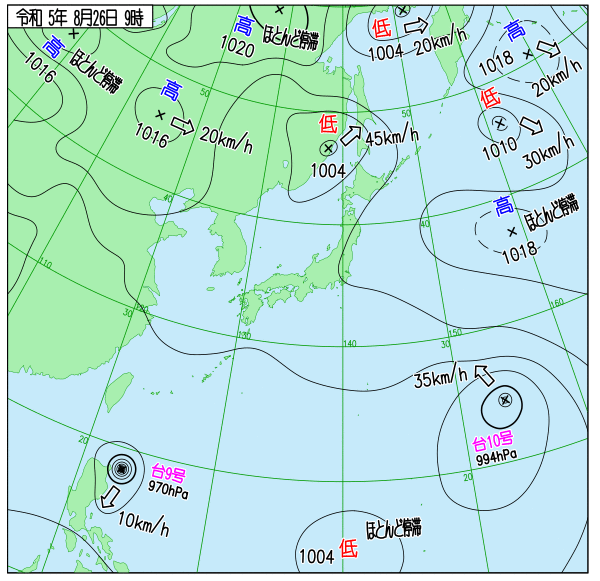 令和 5年 8月26日 9時
高
1016
ほとんど停滞
高
1020
ほとんど停滞
低
1004
20km/h
高
1018
20km/h
高
1016
20km/h
50
低
1004
45km/h
50
低
1010
30km/h
40
高
1018
ほとんど停滞
40
110
30
120
130
140
30
150
160
35km/h
台10号
994hPa
20
台9号
970hPa
10km/h
20
低
1004
ほとんど停滞